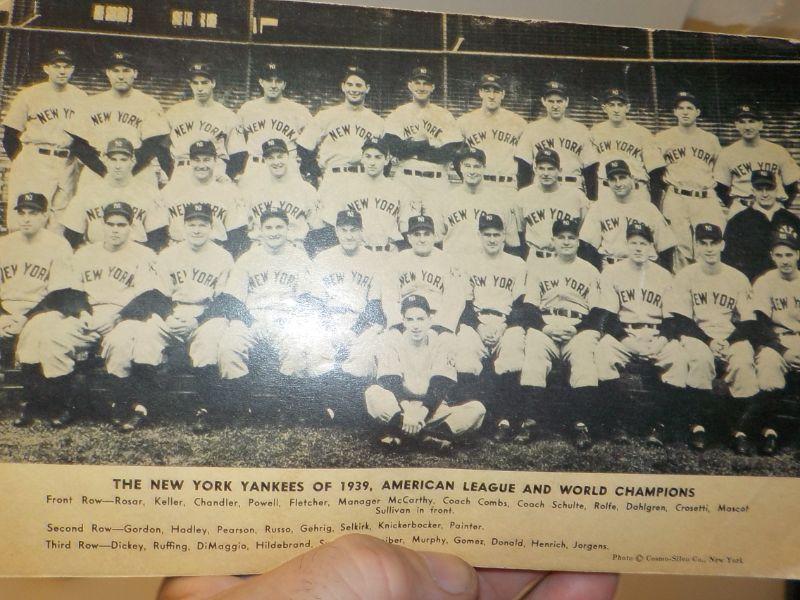 THE NEW YORK YANKEES OF 1939, AMERICAN LEAGUE AND WORLD CHAMPIONS
Front Row—Rosar, Keller, Chandler, Powell, Fletcher, Manager McCarthy, Coach Combs, Coach Schulte, Rolfe, Dahlgren, Crosetti, Mascot
Sullivan in front.
Second Row—Gordon, Hadley, Pearson, Russo, Gehrig, Selkirk, Knickerbocker, Painter.
Third Row—Dickey, Ruffing, DiMaggio, Hildebrand, Murphy, Gomez, Donald, Henrich, Jorgens.
Photo © Cosmo-Sileo Co., New York